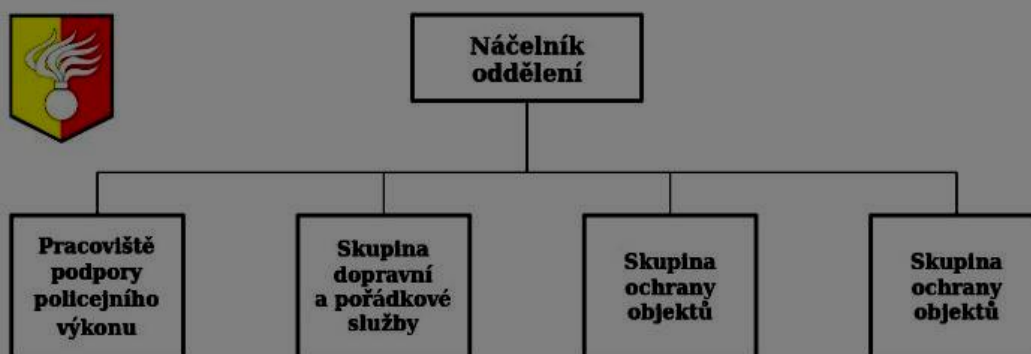 Náčelník
oddělení
Pracoviště
podpory
policejního
výkonu
Skupina
dopravní
a pořádkové
služby
Skupina
ochrany
objektů
Skupina
ochrany
objektů